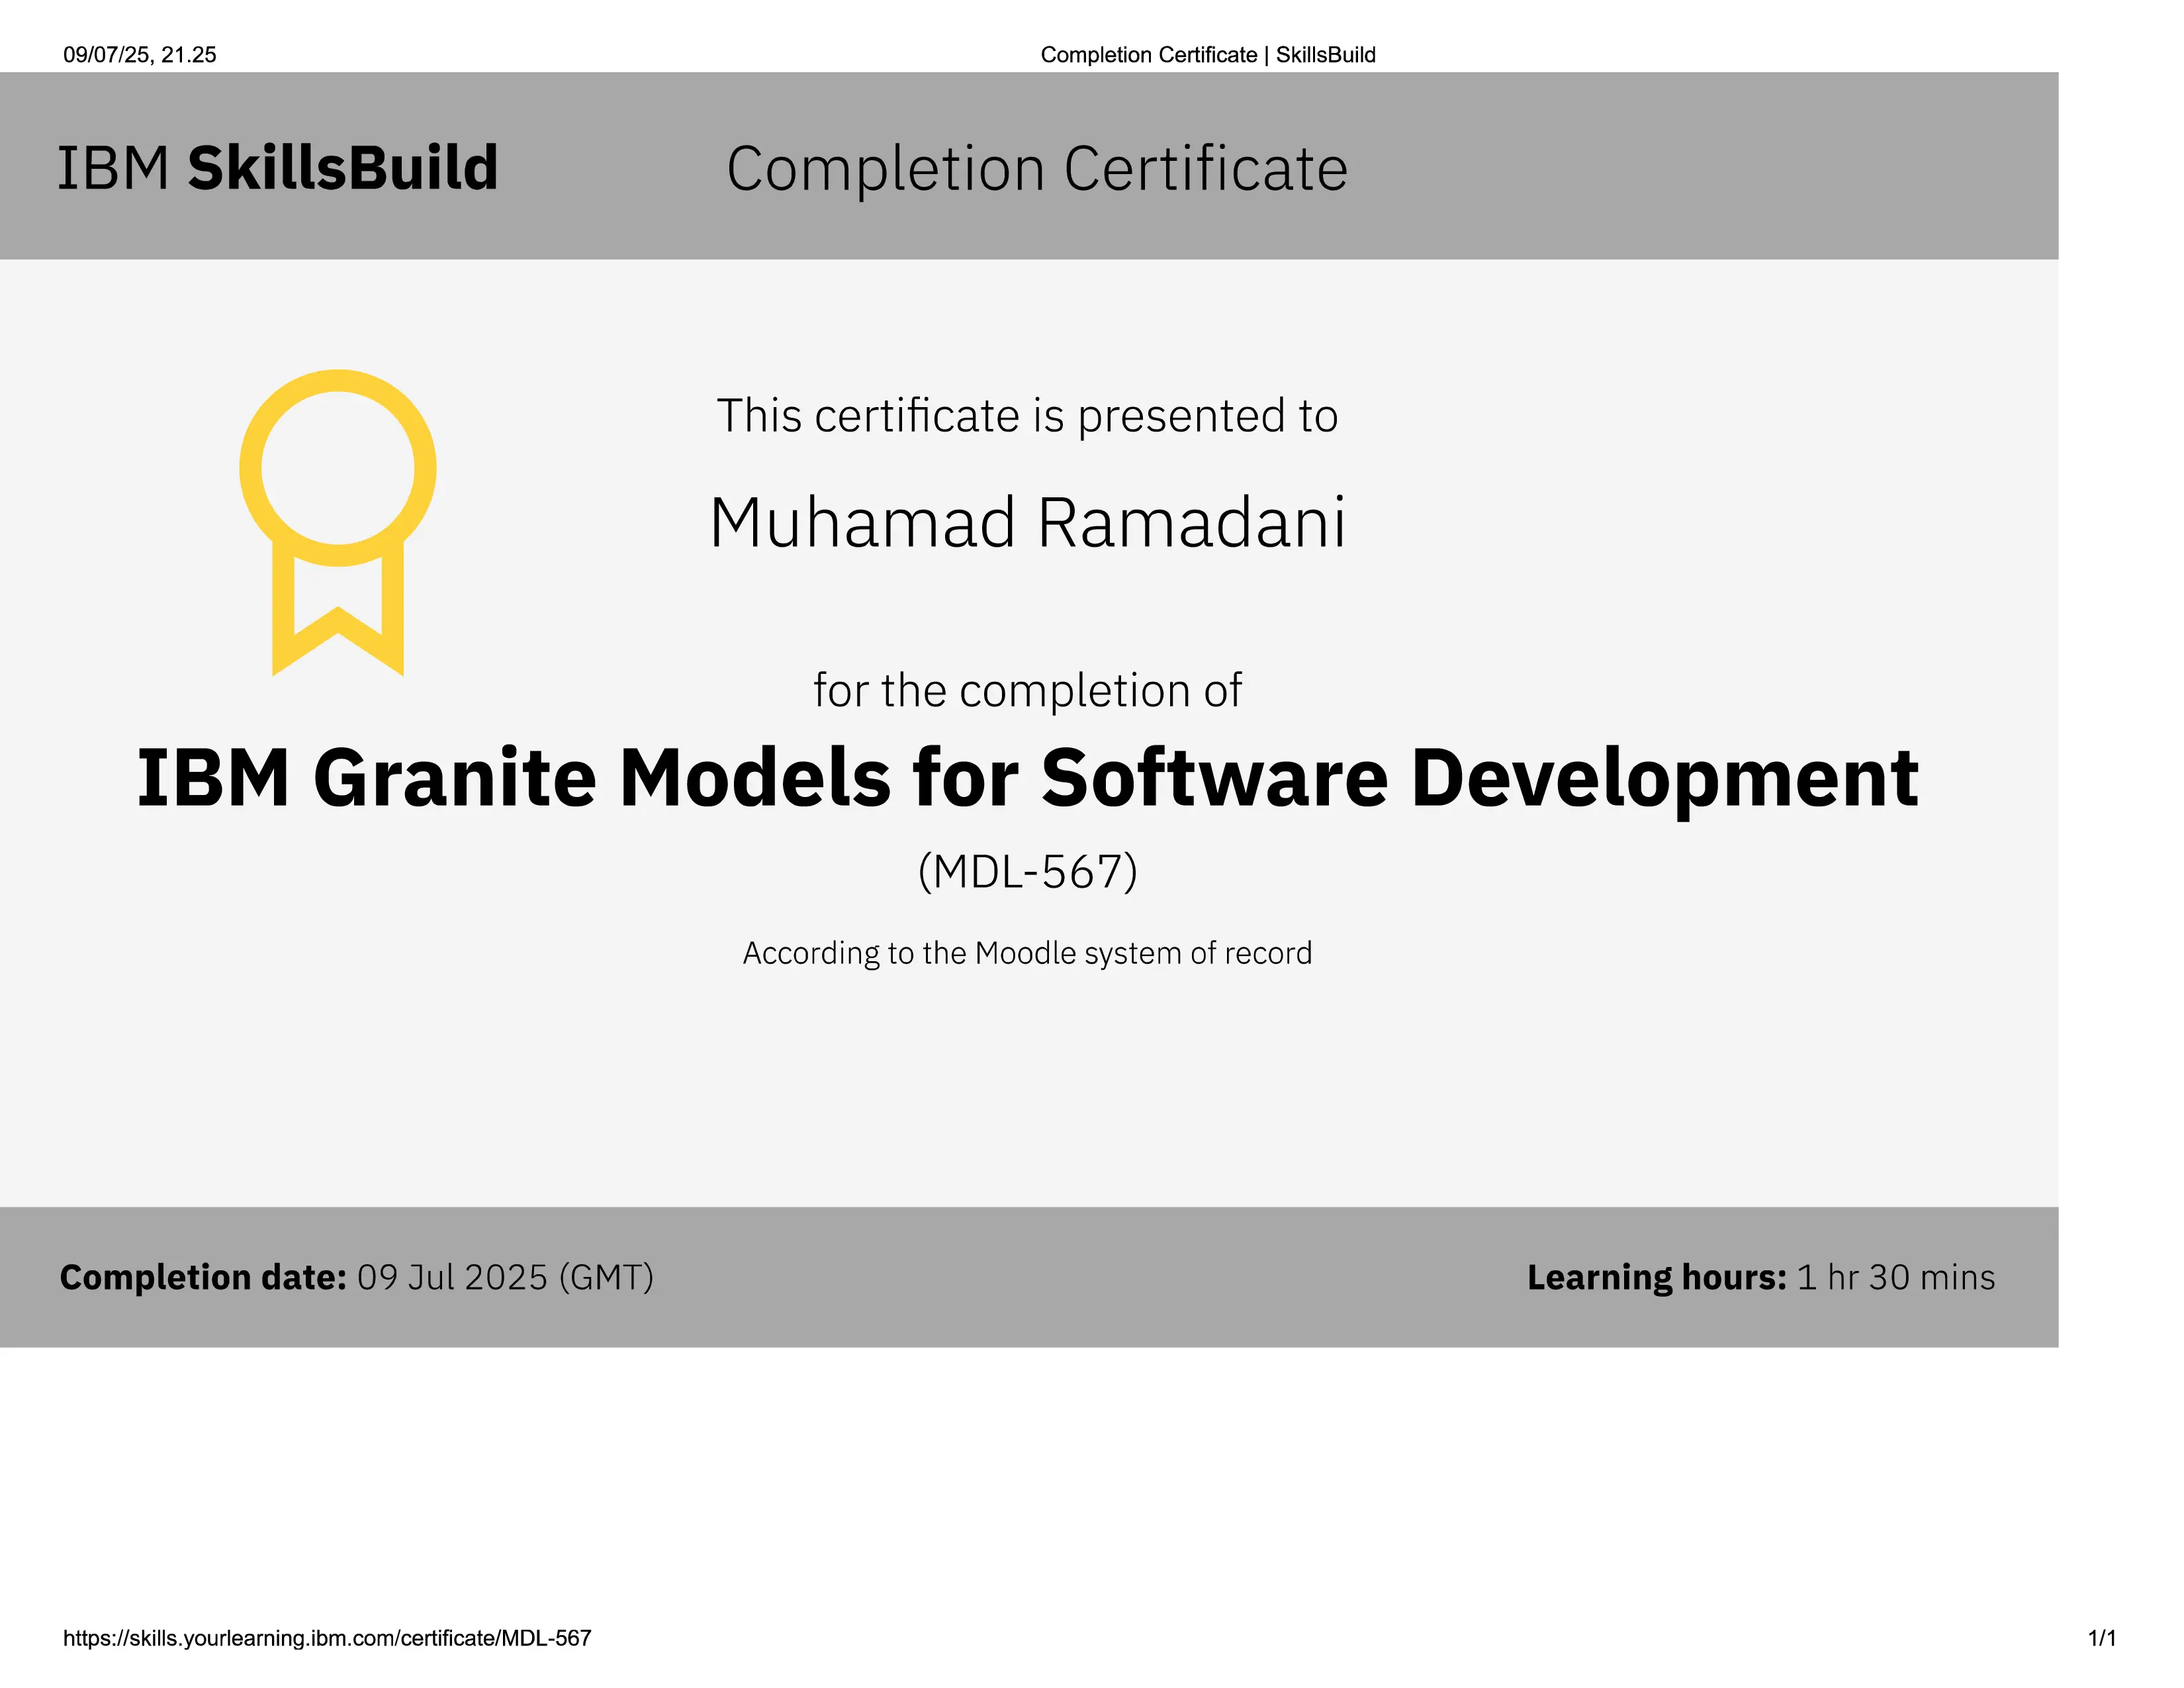 09/07/25, 21.25
Completion Certificate | SkillsBuild
IBM SkillsBuild
Completion Certificate
This certificate is presented to
Muhamad Ramadani
for the completion of
IBM Granite Models for Software Development
(MDL-567)
According to the Moodle system of record
Completion date: 09 Jul 2025 (GMT)
Learning hours: 1 hr 30 mins
https://skills.yourlearning.ibm.com/certificate/MDL-567
1/1